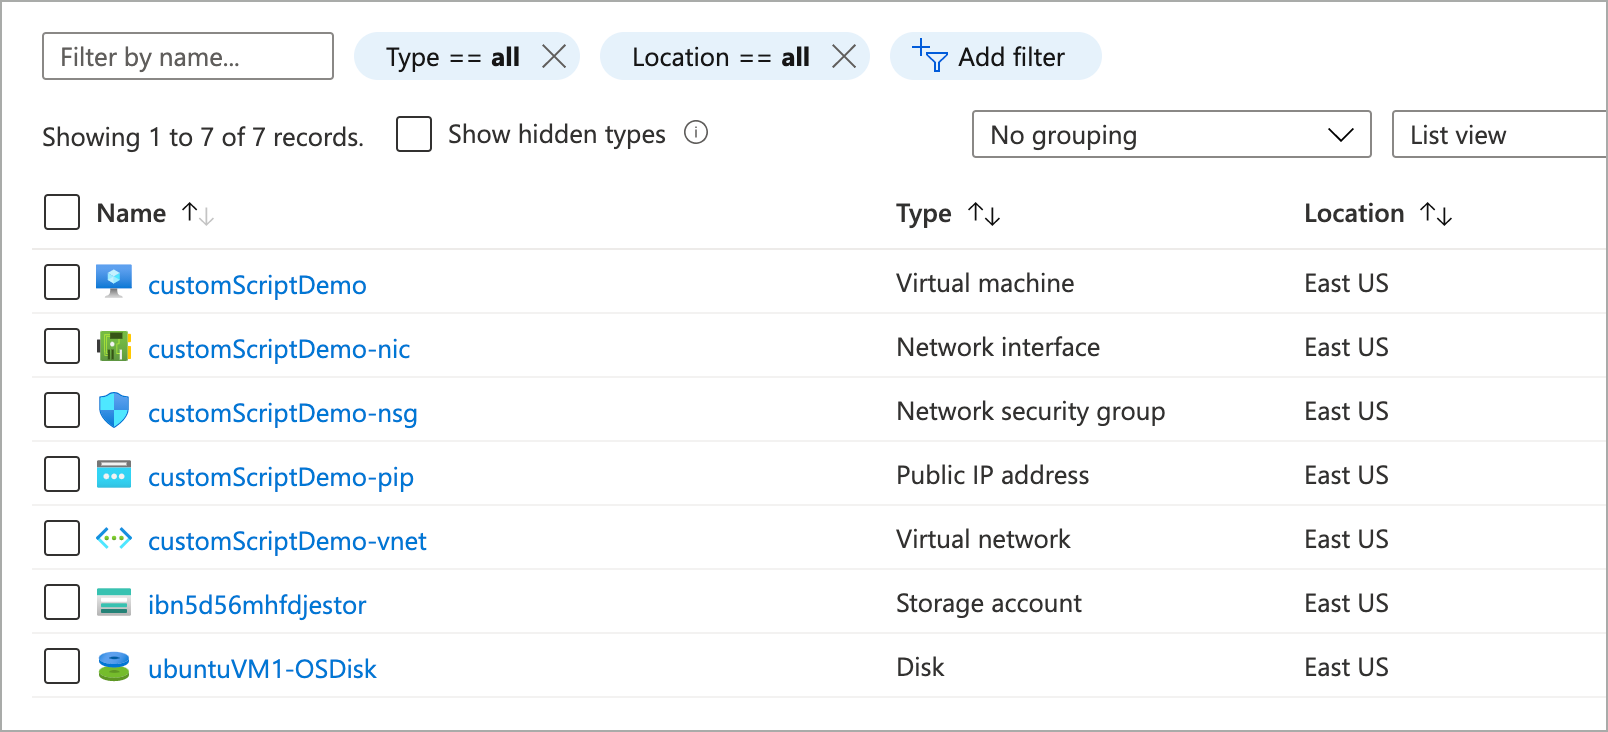 Filter by name... Type == all Location == all Add filter
Showing 1 to 7 of 7 records. Show hidden types No grouping List view
Name Type Location
customScriptDemo Virtual machine East US
customScriptDemo-nic Network interface East US
customScriptDemo-nsg Network security group East US
customScriptDemo-pip Public IP address East US
customScriptDemo-vnet Virtual network East US
ibn5d56mhfdjestor Storage account East US
ubuntuVM1-OSDisk Disk East US